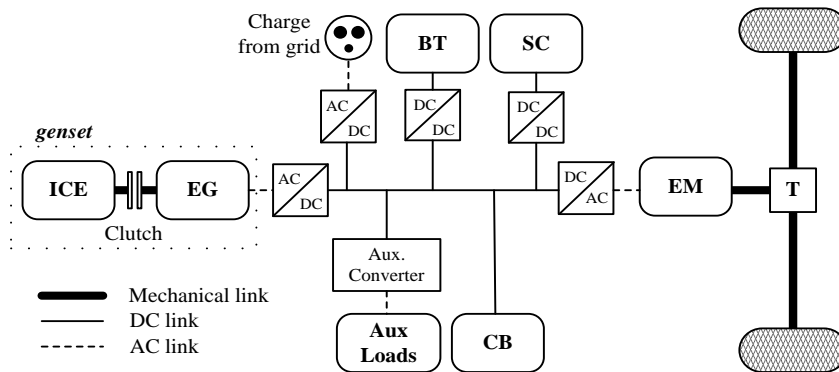 Charge
from grid
BT
SC
AC
DC
DC
DC
DC
DC
genset
ICE
EG
AC
DC
DC
AC
EM
T
Clutch
Aux.
Converter
Mechanical link
DC link
AC link
Aux
Loads
CB